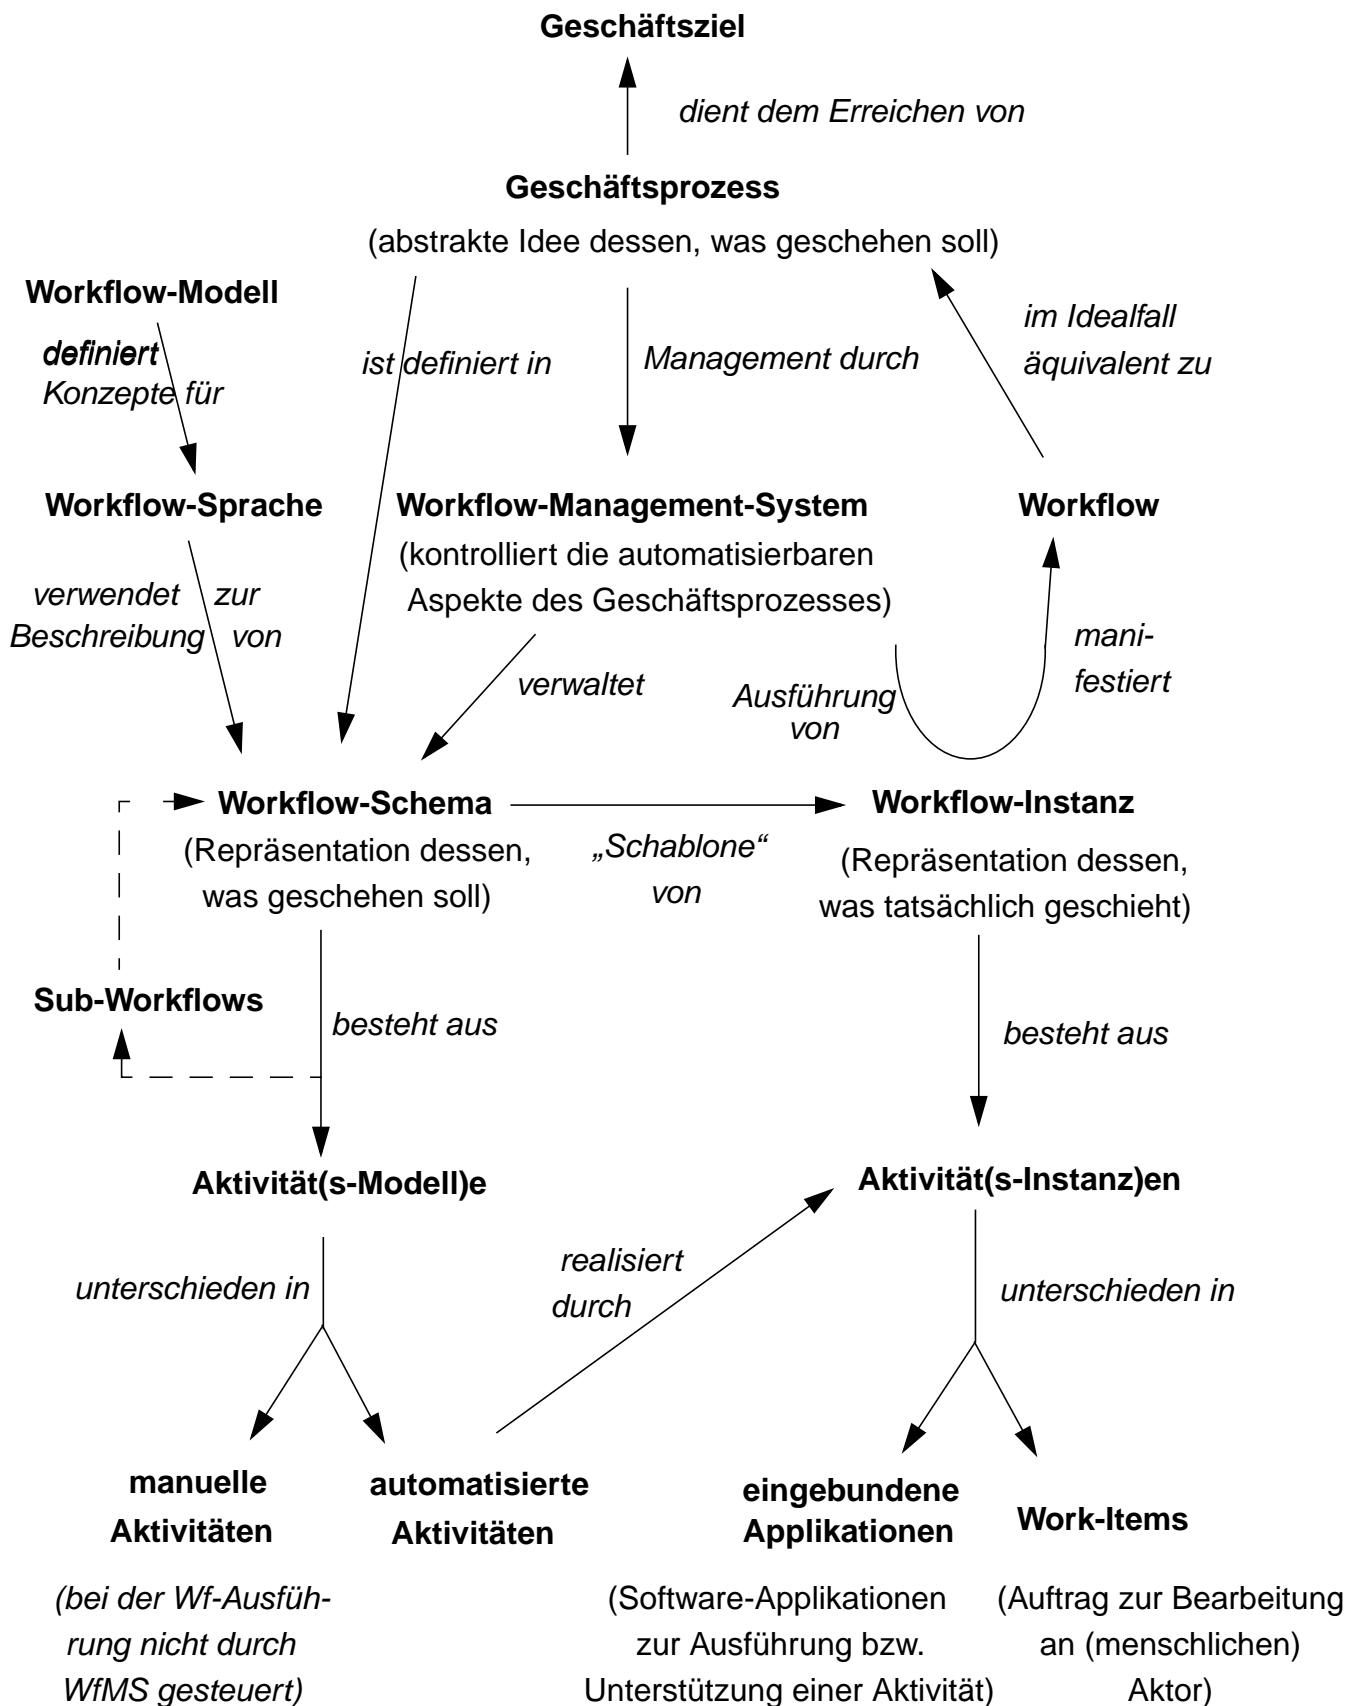 Geschäftsziel
dient dem Erreichen von
Geschäftsprozess
(abstrakte Idee dessen, was geschehen soll)
Workflow-Modell
definiert
Konzepte für
ist definiert in
Management durch
im Idealfall
äquivalent zu
Workflow-Sprache
Workflow-Management-System
(kontrolliert die automatisierbaren
Aspekte des Geschäftsprozesses)
Workflow
verwendet zur
Beschreibung von
verwaltet
Ausführung
von
mani-
festiert
Workflow-Schema
(Repräsentation dessen,
was geschehen soll)
„Schablone“
von
Workflow-Instanz
(Repräsentation dessen,
was tatsächlich geschieht)
Sub-Workflows
besteht aus
besteht aus
Aktivität(s-Modell)e
Aktivität(s-Instanz)en
unterschieden in
realisiert
durch
unterschieden in
manuelle
Aktivitäten
(bei der Wf-Ausfüh-
rung nicht durch
WfMS gesteuert)
automatisierte
Aktivitäten
eingebundene
Applikationen
(Software-Applikationen
zur Ausführung bzw.
Unterstützung einer Aktivität)
Work-Items
(Auftrag zur Bearbeitung
an (menschlichen)
Aktor)